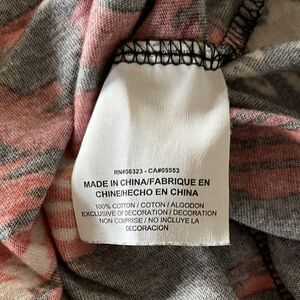 RN#56323 - CA#05553
MADE IN CHINA/FABRIQUE EN
CHINE/HECHO EN CHINA
100% COTTON / COTON / ALGODON
EXCLUSIVE OF DECORATION / DECORATION
NON COMPRISE / NO INCLUYE LA
DECORACION